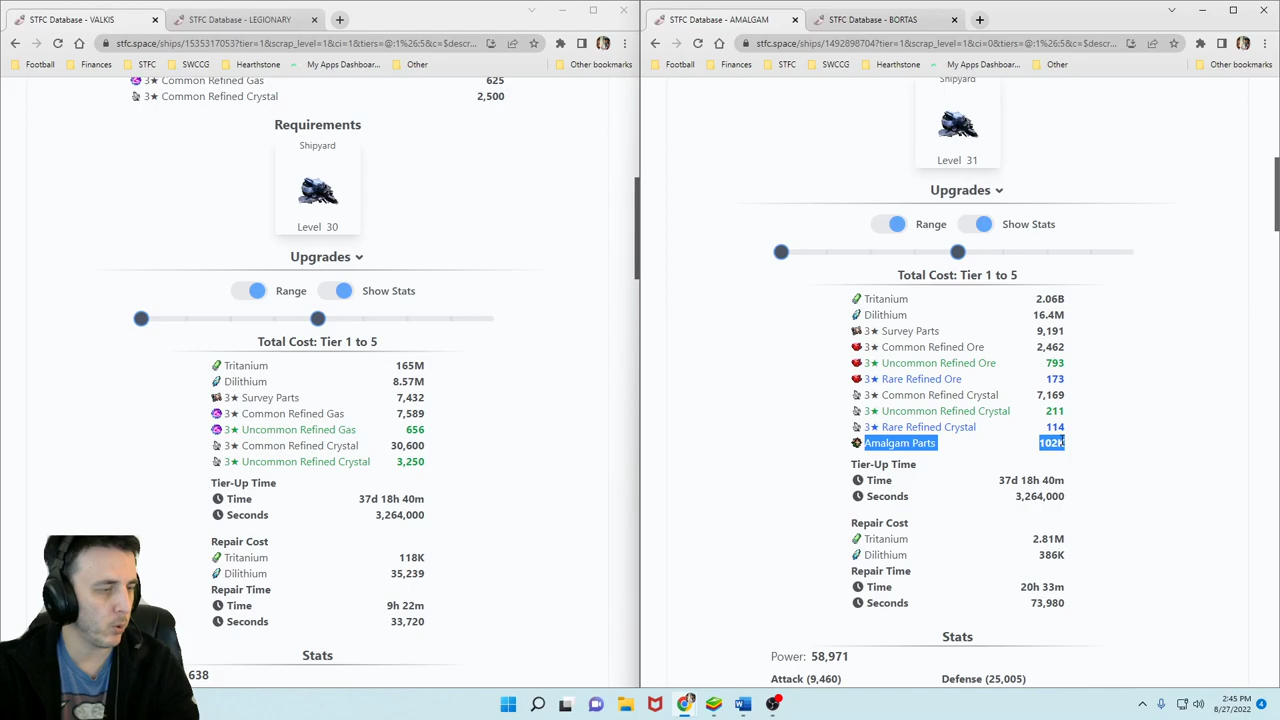 STFC Database - VALKIS
STFC Database - LEGIONARY
stfc.space/ships/1535317053?tier=1&scrap_level=1&ci=1&tiers=@:1%26:5&c=$descr...
Football
Finances
STFC
SWCCG
Hearthstone
My Apps Dashboar...
Other
Other bookmarks
3★ Common Refined Gas 625
3★ Common Refined Crystal 2,500
Requirements
Shipyard
Level 30
Upgrades
Range
Show Stats
Total Cost: Tier 1 to 5
Tritanium 165M
Dilithium 8.57M
3★ Survey Parts 7,432
3★ Common Refined Gas 7,589
3★ Uncommon Refined Gas 656
3★ Common Refined Crystal 30,600
3★ Uncommon Refined Crystal 3,250
Tier-Up Time
Time 37d 18h 40m
Seconds 3,264,000
Repair Cost
Tritanium 118K
Dilithium 35,239
Repair Time
Time 9h 22m
Seconds 33,720
Stats
638
STFC Database - AMALGAM
STFC Database - BORTAS
stfc.space/ships/1492898704?tier=1&scrap_level=1&ci=0&tiers=@:1%26:5&c=$descr...
Football
Finances
STFC
SWCCG
Hearthstone
My Apps Dashboar...
Other
Other bookmarks
Shipyard
Level 31
Upgrades
Range
Show Stats
Total Cost: Tier 1 to 5
Tritanium 2.06B
Dilithium 16.4M
3★ Survey Parts 9,191
3★ Common Refined Ore 2,462
3★ Uncommon Refined Ore 793
3★ Rare Refined Ore 173
3★ Common Refined Crystal 7,169
3★ Uncommon Refined Crystal 211
3★ Rare Refined Crystal 114
Amalgam Parts 102K
Tier-Up Time
Time 37d 18h 40m
Seconds 3,264,000
Repair Cost
Tritanium 2.81M
Dilithium 386K
Repair Time
Time 20h 33m
Seconds 73,980
Stats
Power: 58,971
Attack (9,460) Defense (25,005)
2:45 PM
8/27/2022